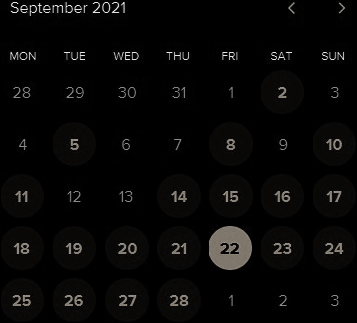 September 2021
MON TUE WED THU FRI SAT SUN
28 29 30 31 1 2 3
4 5 6 7 8 9 10
11 12 13 14 15 16 17
18 19 20 21 22 23 24
25 26 27 28 1 2 3